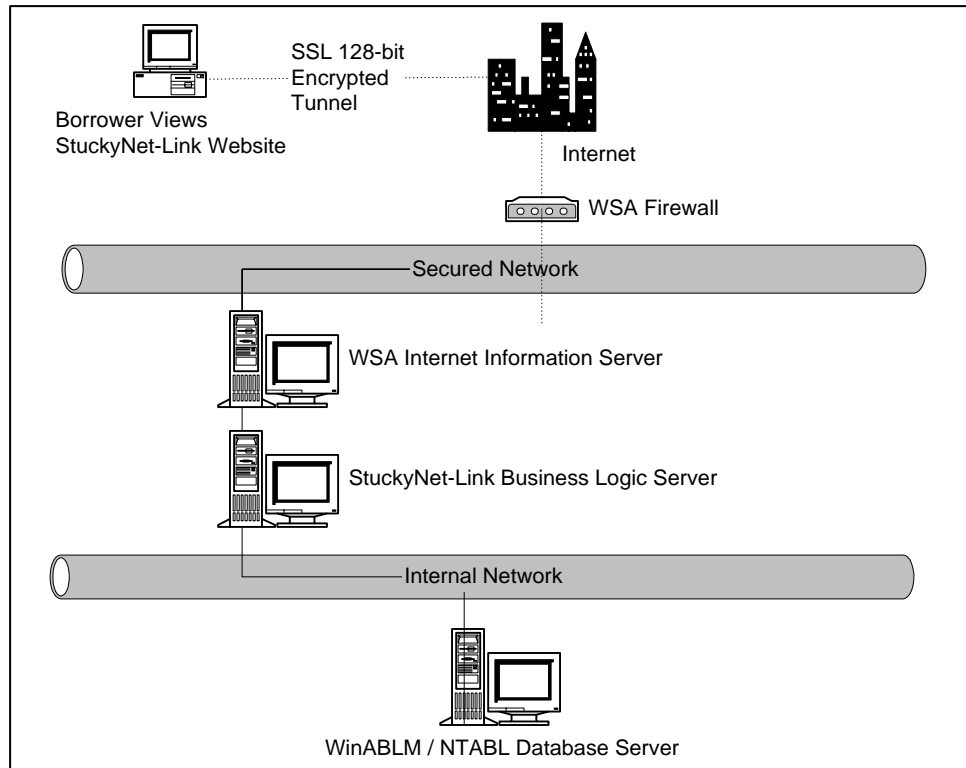 SSL 128-bit
Encrypted
Tunnel
Borrower Views
StuckyNet-Link Website
Internet
WSA Firewall
Secured Network
WSA Internet Information Server
StuckyNet-Link Business Logic Server
Internal Network
WinABLM / NTABL Database Server